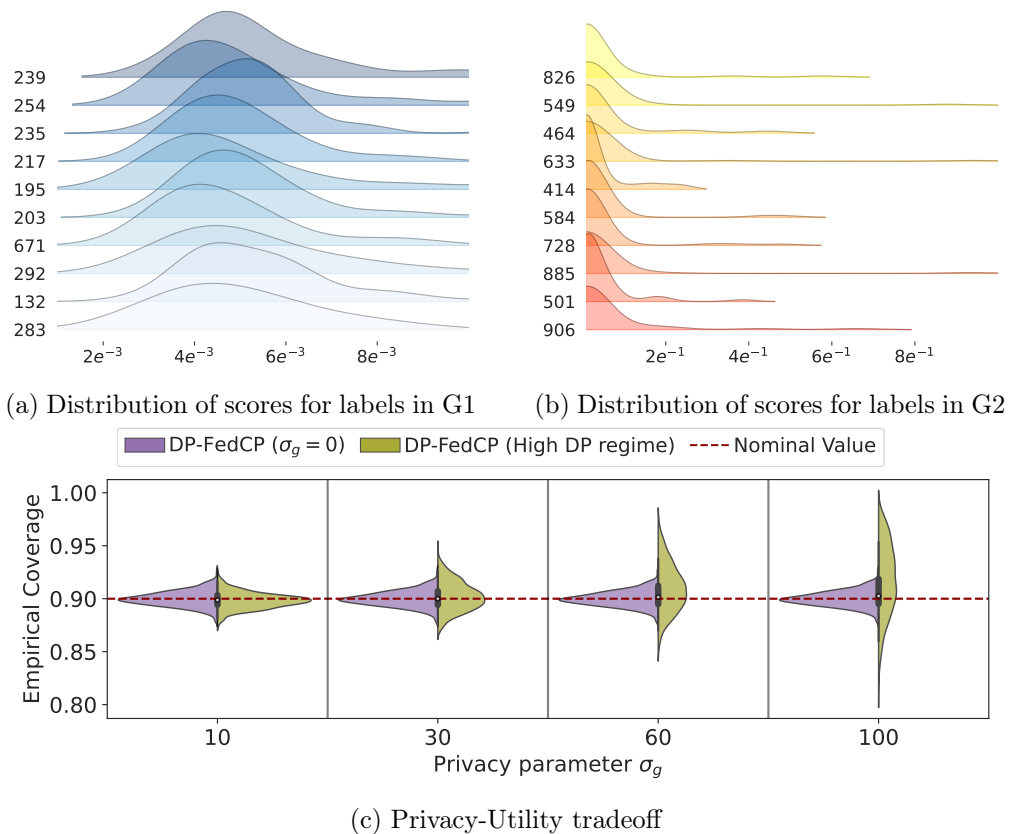 239
254
235
217
195
203
671
292
132
283
2e⁻³ 4e⁻³ 6e⁻³ 8e⁻³
(a) Distribution of scores for labels in G1
826
549
464
633
414
584
728
885
501
906
2e⁻¹ 4e⁻¹ 6e⁻¹ 8e⁻¹
(b) Distribution of scores for labels in G2
DP-FedCP (σg = 0) DP-FedCP (High DP regime) Nominal Value
Empirical Coverage
1.00
0.95
0.90
0.85
0.80
10 30 60 100
Privacy parameter σg
(c) Privacy-Utility tradeoff